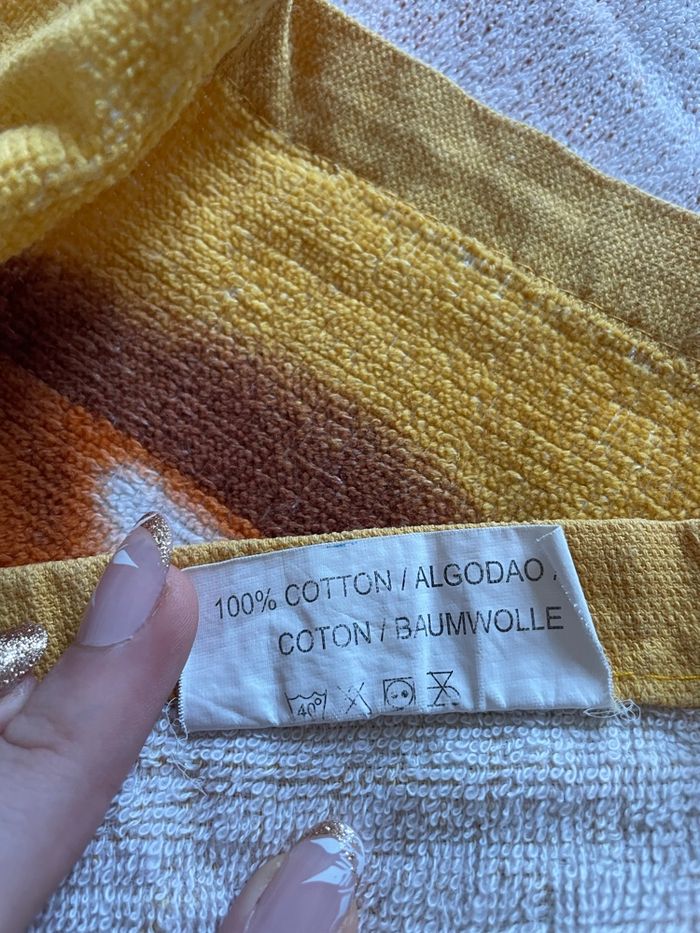 100% COTTON / ALGODAO /
COTON / BAUMWOLLE
40°